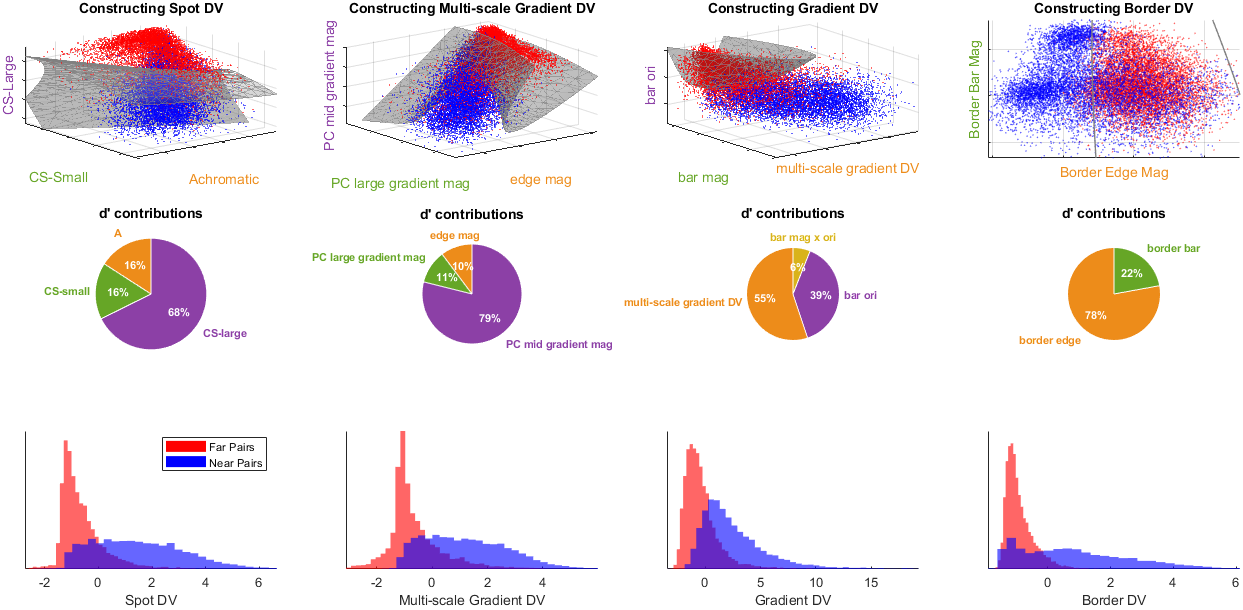 Constructing Spot DV
Constructing Multi-scale Gradient DV
Constructing Gradient DV
Constructing Border DV
CS-Large
CS-Small
Achromatic
PC mid gradient mag
PC large gradient mag
edge mag
bar ori
bar mag
multi-scale gradient DV
Border Bar Mag
Border Edge Mag
d' contributions
A
16%
CS-small
16%
68%
CS-large
d' contributions
edge mag
PC large gradient mag
10%
11%
79%
PC mid gradient mag
d' contributions
bar mag x ori
6%
multi-scale gradient DV
55%
39%
bar ori
d' contributions
border bar
22%
78%
border edge
Far Pairs
Near Pairs
-2 0 2 4 6
Spot DV
-2 0 2 4
Multi-scale Gradient DV
0 5 10 15
Gradient DV
0 2 4 6
Border DV